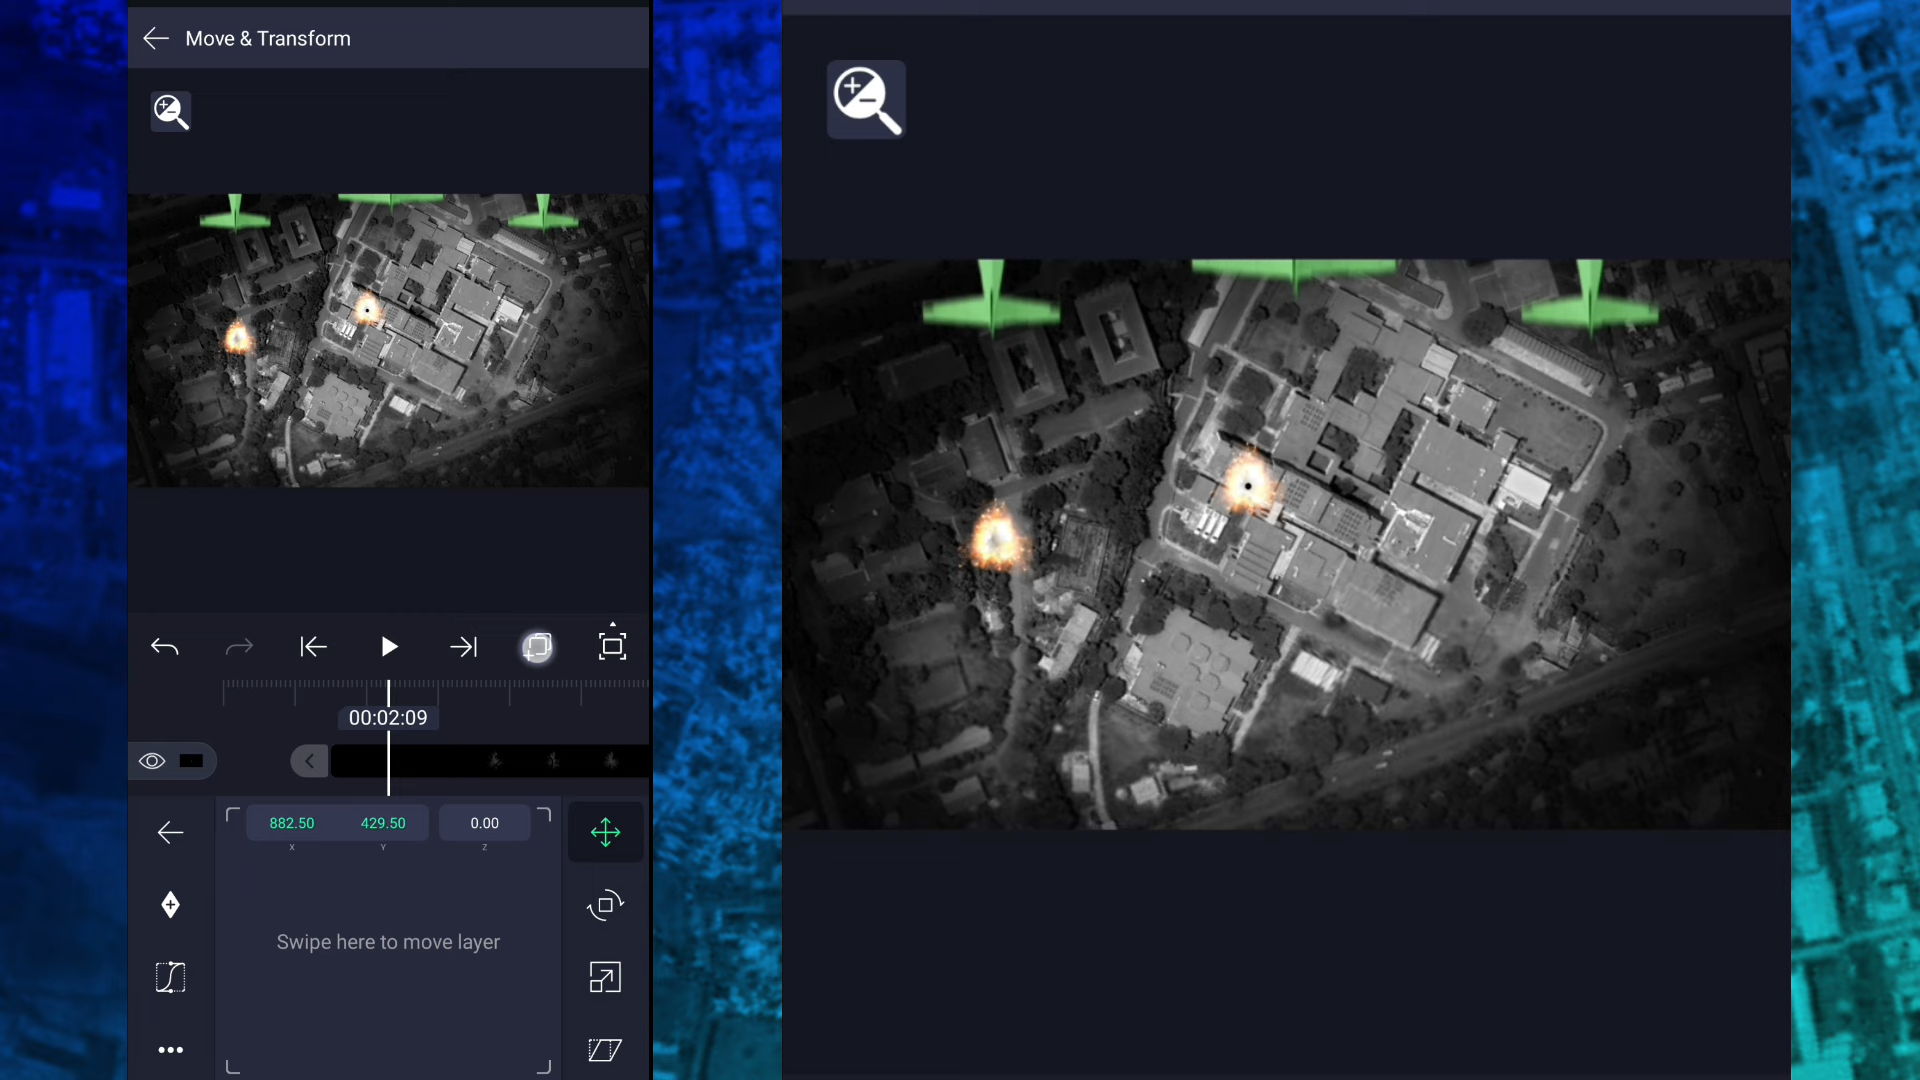 Move & Transform
00:02:09
882.50 429.50 0.00
X Y Z
Swipe here to move layer